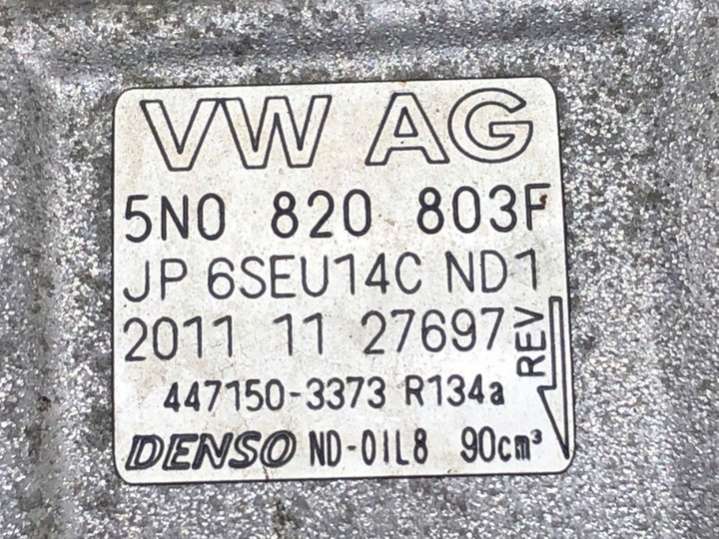 VW AG
5N0 820 803F
JP 6SEU14C ND1
2011 11 27697
REV
447150-3373 R134a
DENSO ND-OIL8 90cm³